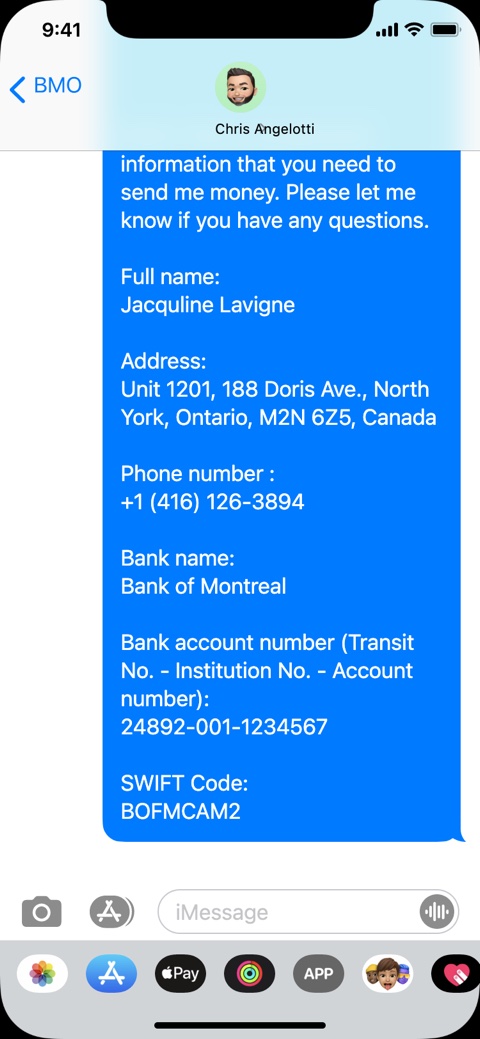 9:41
BMO
Chris Angelotti
information that you need to
send me money. Please let me
know if you have any questions.
Full name:
Jacquline Lavigne
Address:
Unit 1201, 188 Doris Ave., North
York, Ontario, M2N 6Z5, Canada
Phone number :
+1 (416) 126-3894
Bank name:
Bank of Montreal
Bank account number (Transit
No. - Institution No. - Account
number):
24892-001-1234567
SWIFT Code:
BOFMCAM2
iMessage
Pay
APP